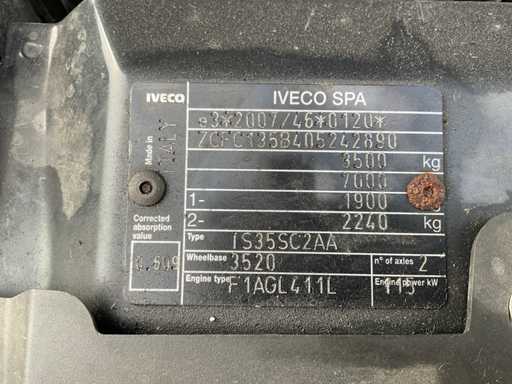 IVECO
IVECO SPA
e3*2007/46*0120*
ZCFC135B405242890
3500 kg
7000
1- 1900
2- 2240 kg
Made in ITALY
Corrected absorption value
Type IS35SC2AA
Wheelbase 3520 n° of axles 2
Engine type F1AGL411L Engine power kW